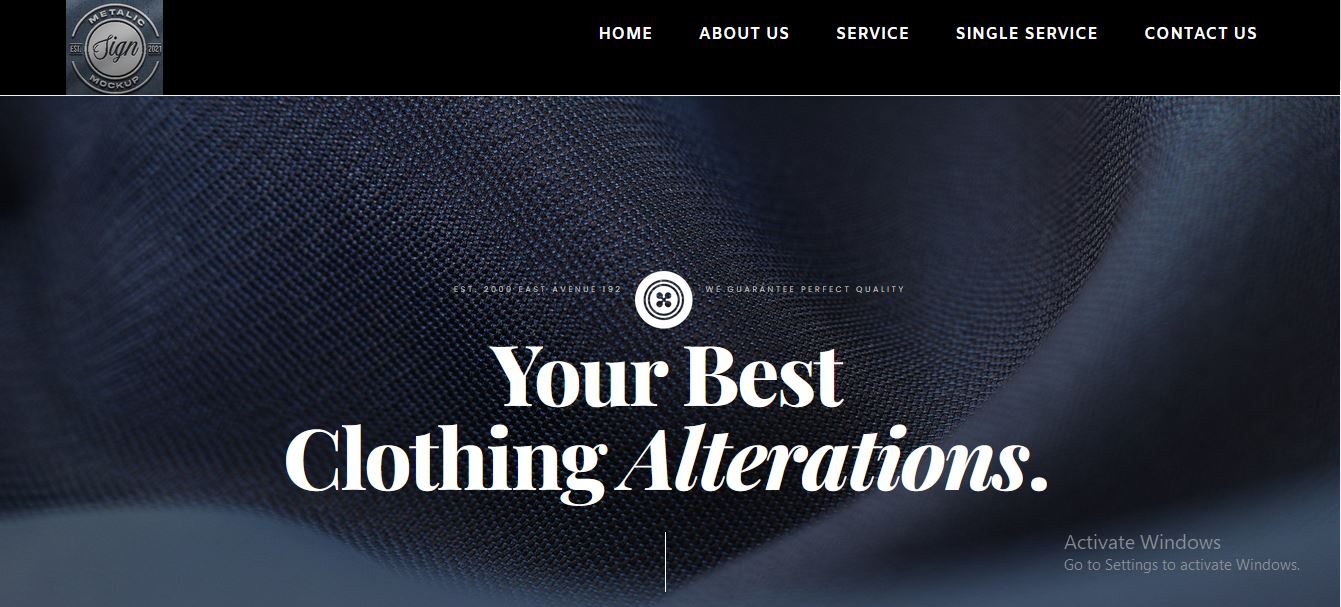 METALIC
EST. Sign 2021
MOCKUP
HOME ABOUT US SERVICE SINGLE SERVICE CONTACT US
EST. 2000 EAST AVENUE 192 WE GUARANTEE PERFECT QUALITY
Your Best
Clothing Alterations.
Activate Windows
Go to Settings to activate Windows.